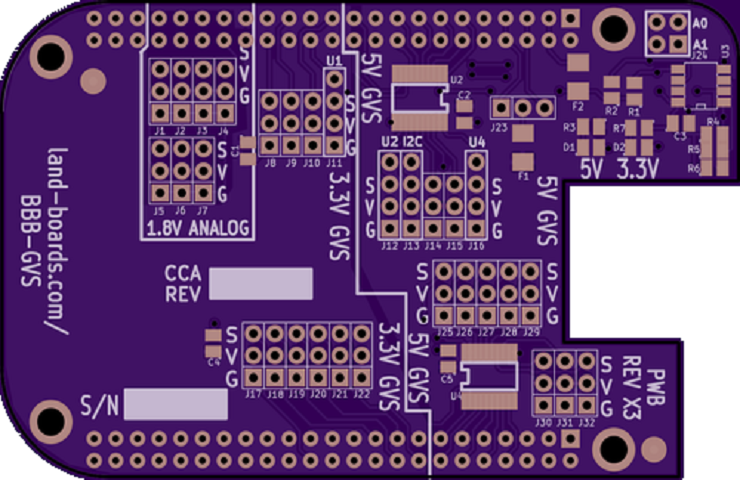 A0
A1
J24
U3
S
V
G
J1 J2 J3 J4
S
V
G
J5 J6 J7
1.8V ANALOG
C1
U1
S
V
G
J8 J9 J10 J11
3.3V GVS
5V GVS
U2
C2
J23
F1
F2
R2 R1
R3 R7
D1 D2
5V 3.3V
C3
R4
R5
R6
U2 I2C U4
S S
V V
G G
J12 J13 J14 J15 J16
5V GVS
land-boards.com/
BBB-GVS
CCA
REV
S S
V V
G G
J25 J26 J27 J28 J29
C4
S
V
G
J17 J18 J19 J20 J21 J22
3.3V GVS
5V GVS
C5
U4
S
V
G
J30 J31 J32
PWB
REV X3
S/N